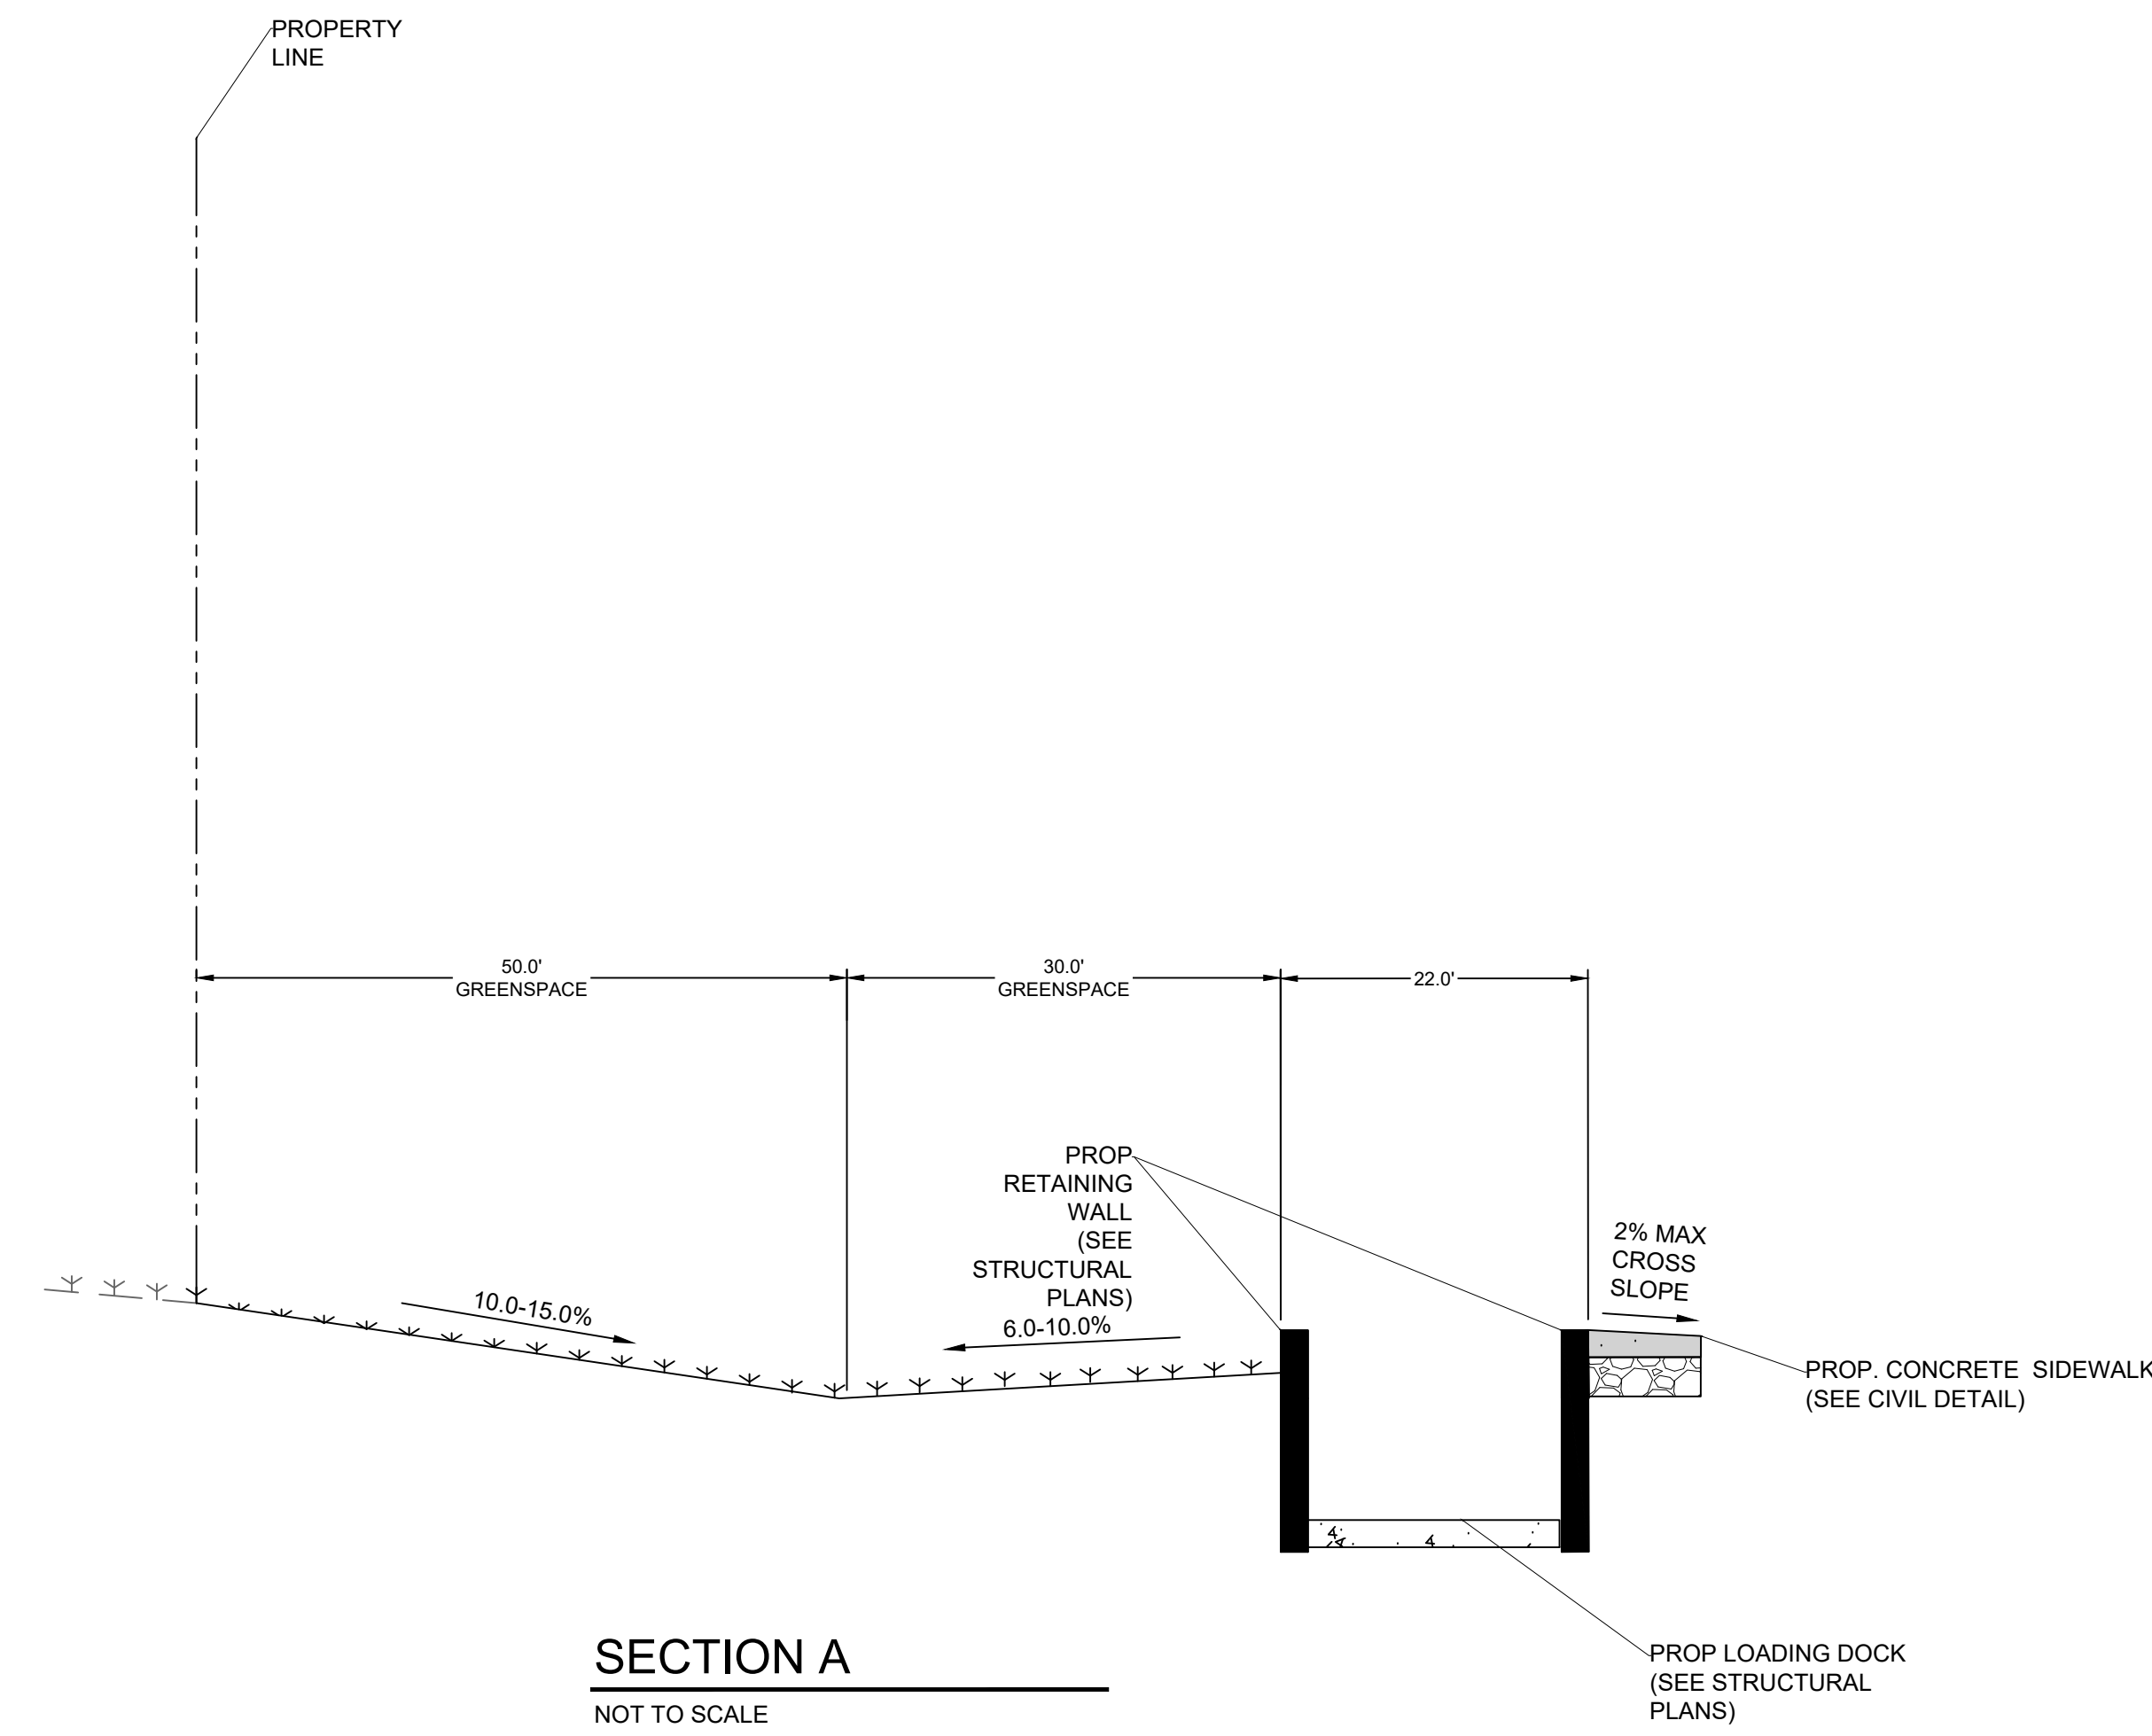 PROPERTY
LINE
50.0'
GREENSPACE
30.0'
GREENSPACE
22.0'
PROP
RETAINING
WALL
(SEE
STRUCTURAL
PLANS)
10.0-15.0%
6.0-10.0%
2% MAX
CROSS
SLOPE
PROP. CONCRETE  SIDEWALK
(SEE CIVIL DETAIL)
PROP LOADING DOCK
(SEE STRUCTURAL
PLANS)
SECTION A
NOT TO SCALE